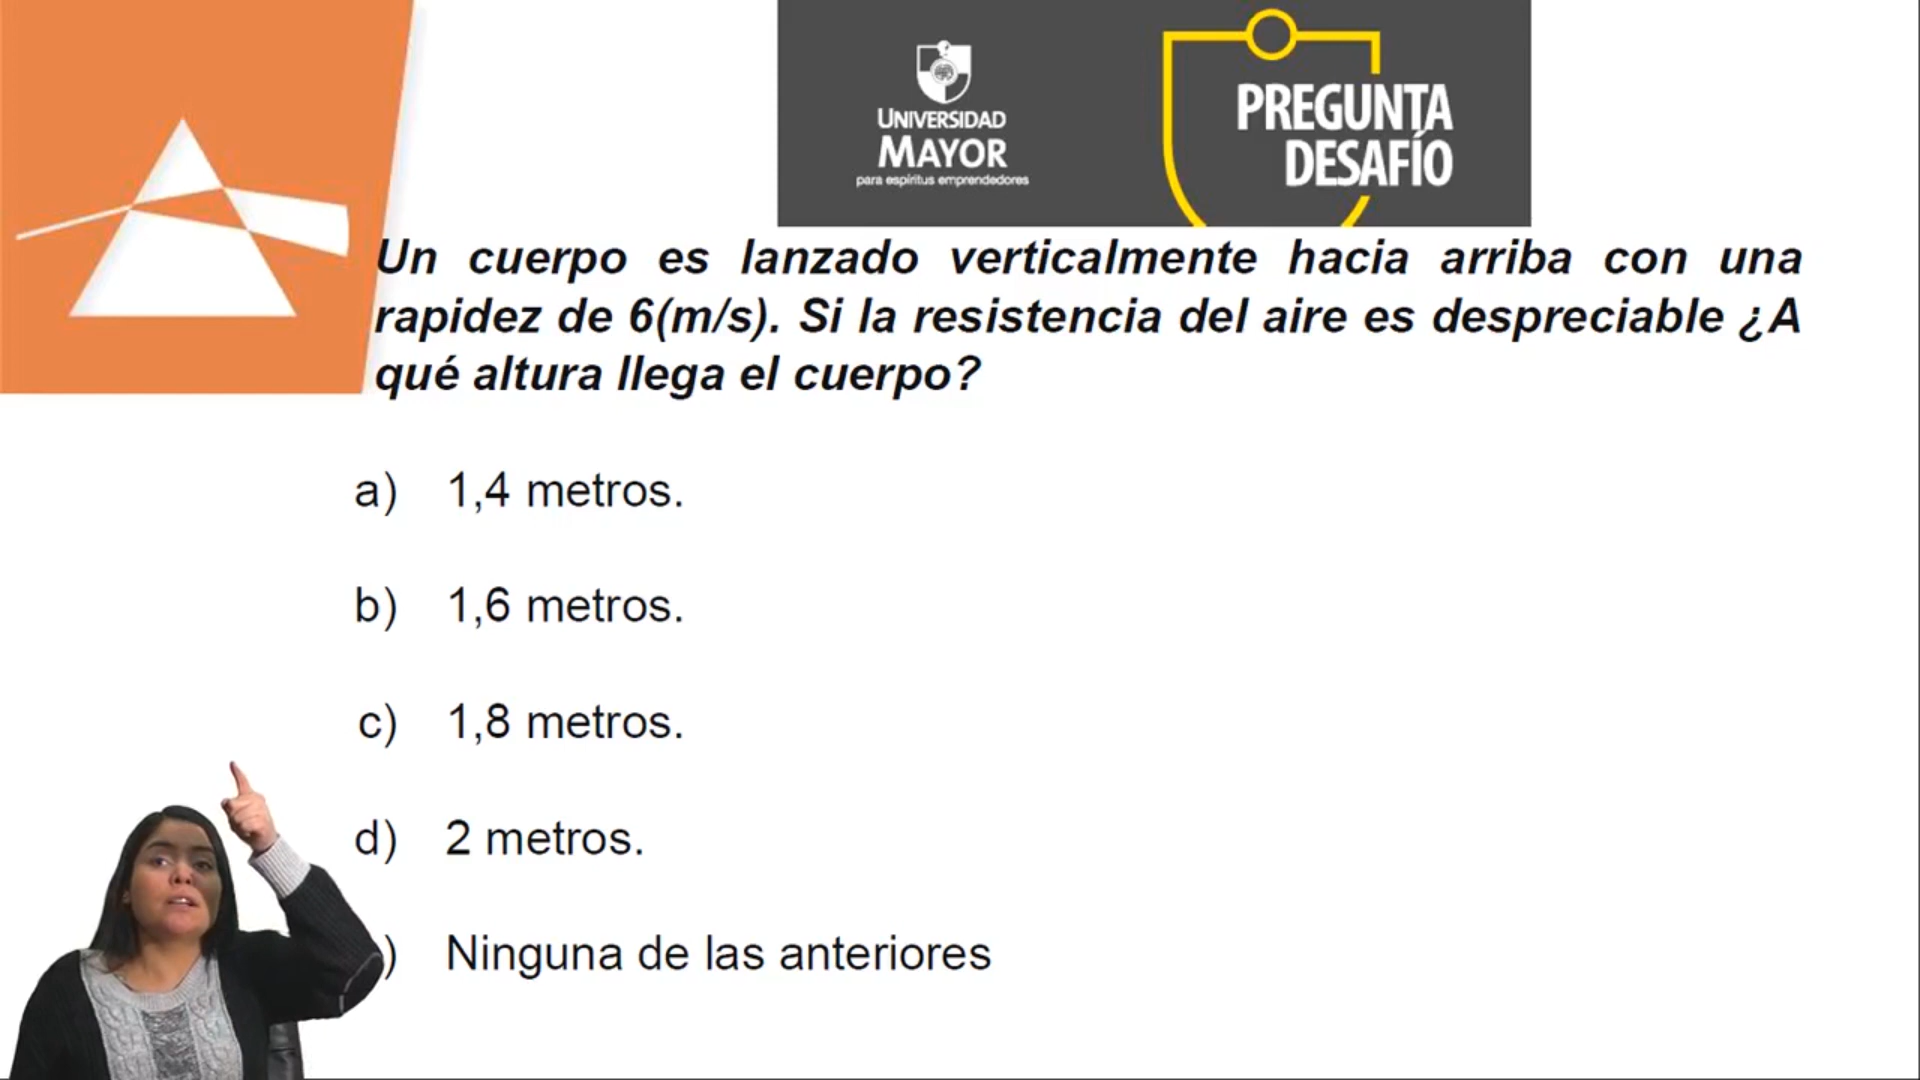 UNIVERSIDAD
MAYOR
para espíritus emprendedores
PREGUNTA
DESAFÍO
Un cuerpo es lanzado verticalmente hacia arriba con una
rapidez de 6(m/s). Si la resistencia del aire es despreciable ¿A
qué altura llega el cuerpo?
a) 1,4 metros.
b) 1,6 metros.
c) 1,8 metros.
d) 2 metros.
) Ninguna de las anteriores